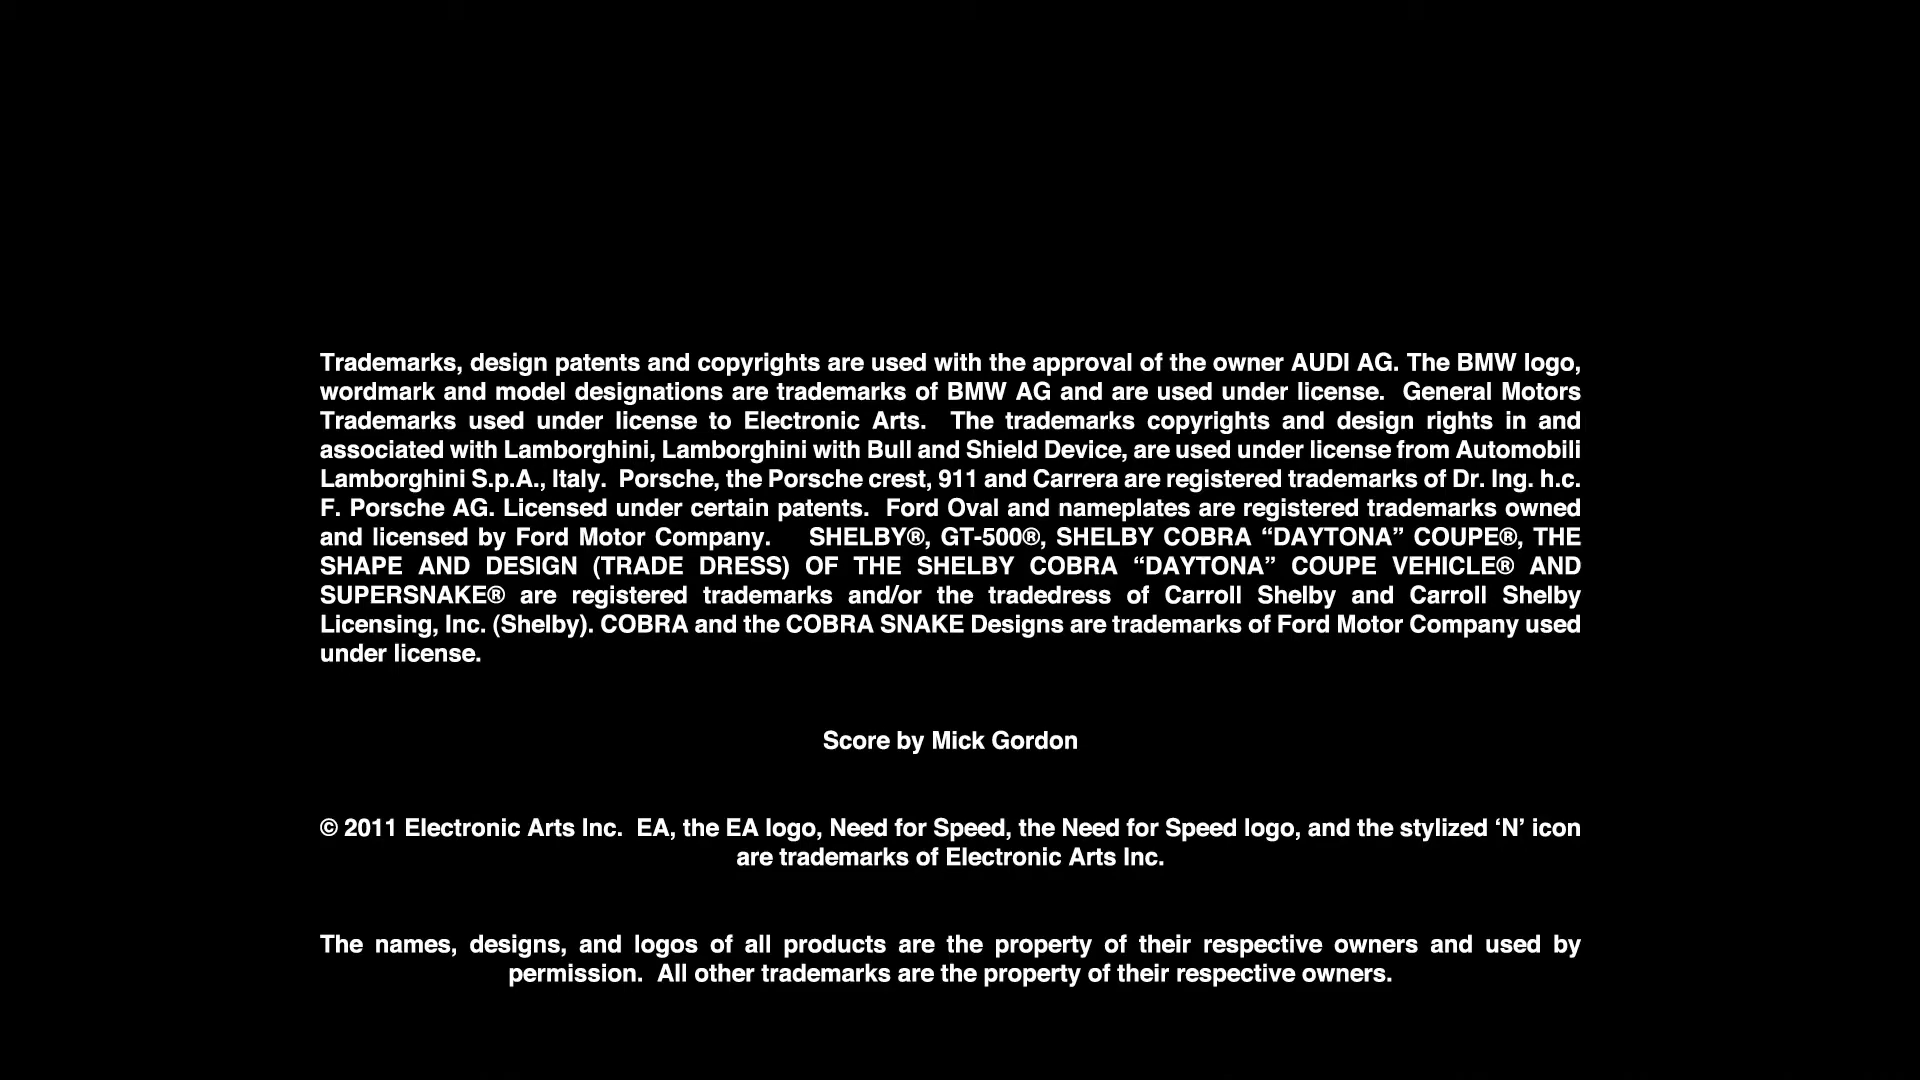 Trademarks, design patents and copyrights are used with the approval of the owner AUDI AG. The BMW logo,
wordmark and model designations are trademarks of BMW AG and are used under license.  General Motors
Trademarks used under license to Electronic Arts.  The trademarks copyrights and design rights in and
associated with Lamborghini, Lamborghini with Bull and Shield Device, are used under license from Automobili
Lamborghini S.p.A., Italy.  Porsche, the Porsche crest, 911 and Carrera are registered trademarks of Dr. Ing. h.c.
F. Porsche AG. Licensed under certain patents.  Ford Oval and nameplates are registered trademarks owned
and licensed by Ford Motor Company.   SHELBY®, GT-500®, SHELBY COBRA “DAYTONA” COUPE®, THE
SHAPE AND DESIGN (TRADE DRESS) OF THE SHELBY COBRA “DAYTONA” COUPE VEHICLE® AND
SUPERSNAKE® are registered trademarks and/or the tradedress of Carroll Shelby and Carroll Shelby
Licensing, Inc. (Shelby). COBRA and the COBRA SNAKE Designs are trademarks of Ford Motor Company used
under license.
Score by Mick Gordon
© 2011 Electronic Arts Inc.  EA, the EA logo, Need for Speed, the Need for Speed logo, and the stylized ‘N’ icon
are trademarks of Electronic Arts Inc.
The names, designs, and logos of all products are the property of their respective owners and used by
permission.  All other trademarks are the property of their respective owners.